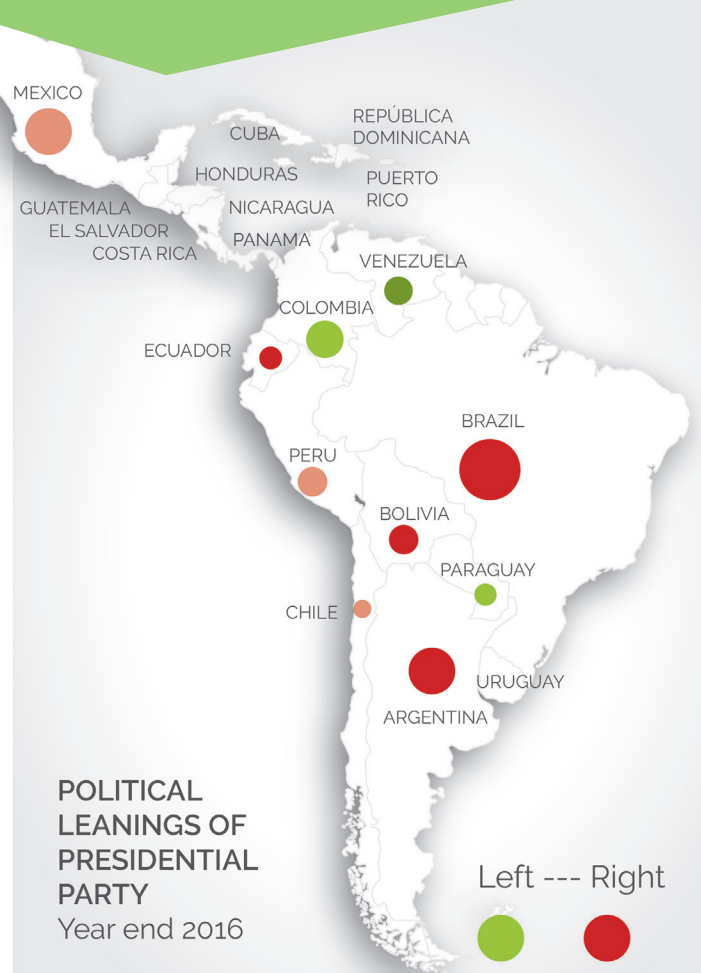 MEXICO
CUBA
REPÚBLICA
DOMINICANA
HONDURAS
PUERTO
RICO
GUATEMALA
NICARAGUA
EL SALVADOR
COSTA RICA
PANAMA
VENEZUELA
COLOMBIA
ECUADOR
BRAZIL
PERU
BOLIVIA
PARAGUAY
CHILE
URUGUAY
ARGENTINA
POLITICAL
LEANINGS OF
PRESIDENTIAL
PARTY
Year end 2016
Left --- Right